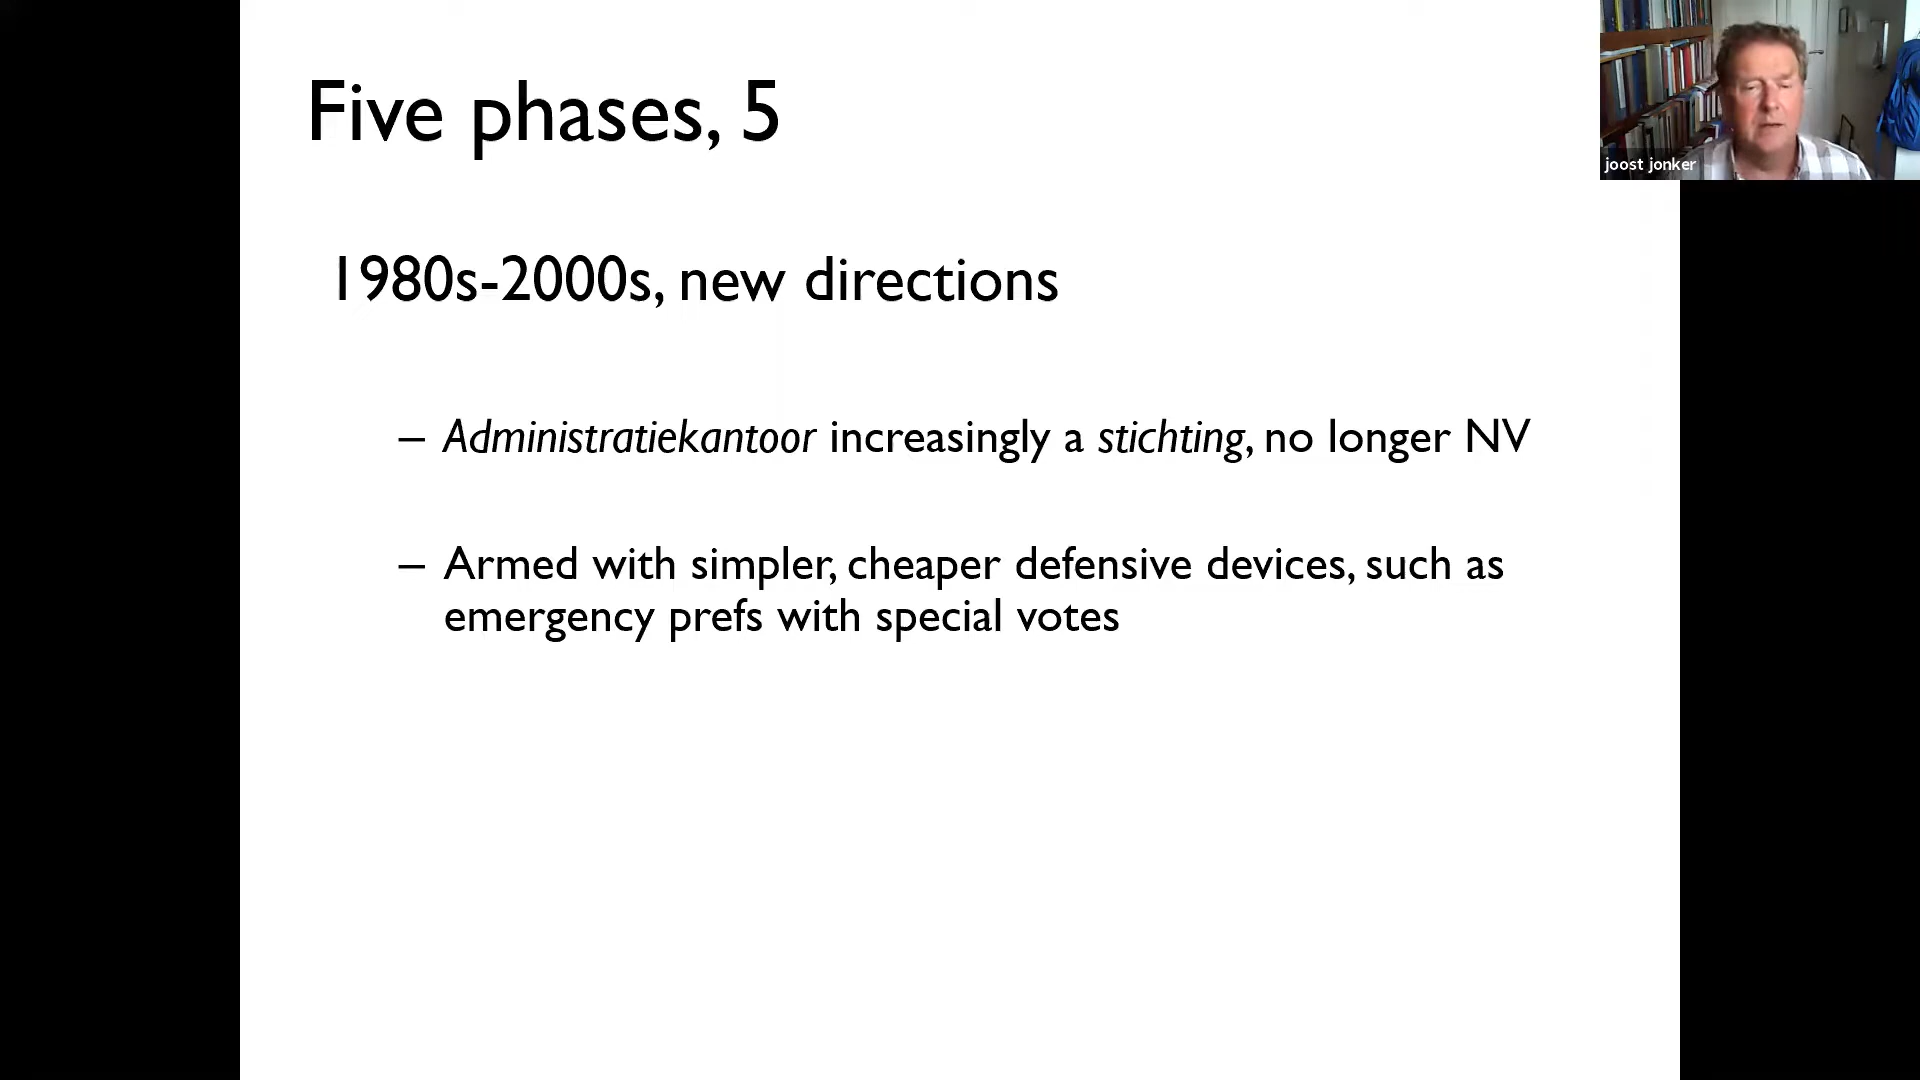 Five phases, 5
joost jonker
1980s-2000s, new directions
– Administratiekantoor increasingly a stichting, no longer NV
– Armed with simpler, cheaper defensive devices, such as
emergency prefs with special votes